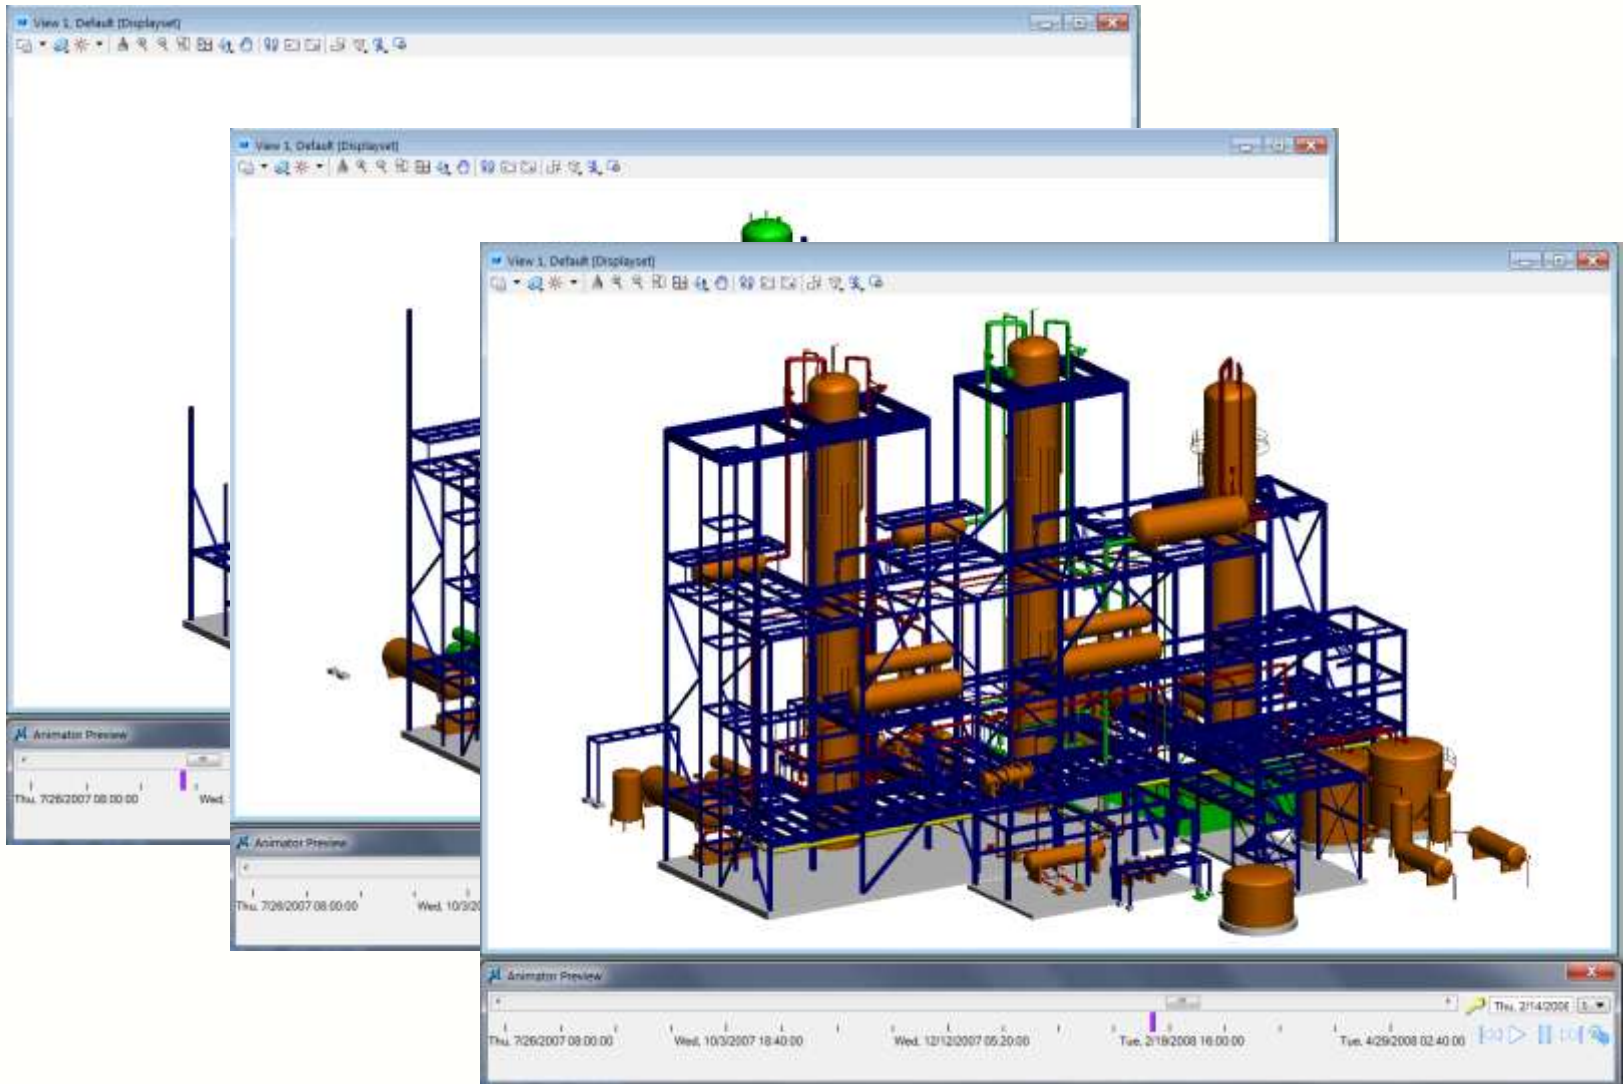 View 1, Default [Displayset]
View 1, Default [Displayset]
View 1, Default [Displayset]
Animator Preview
Thu, 7/26/2007 08:00:00 Wed,
Animator Preview
Thu, 7/26/2007 08:00:00 Wed, 10/3/20
Animator Preview
Thu, 2/14/2008 1
Thu, 7/26/2007 08:00:00 Wed, 10/3/2007 18:40:00 Wed, 12/12/2007 05:20:00 Tue, 2/19/2008 16:00:00 Tue, 4/29/2008 02:40:00